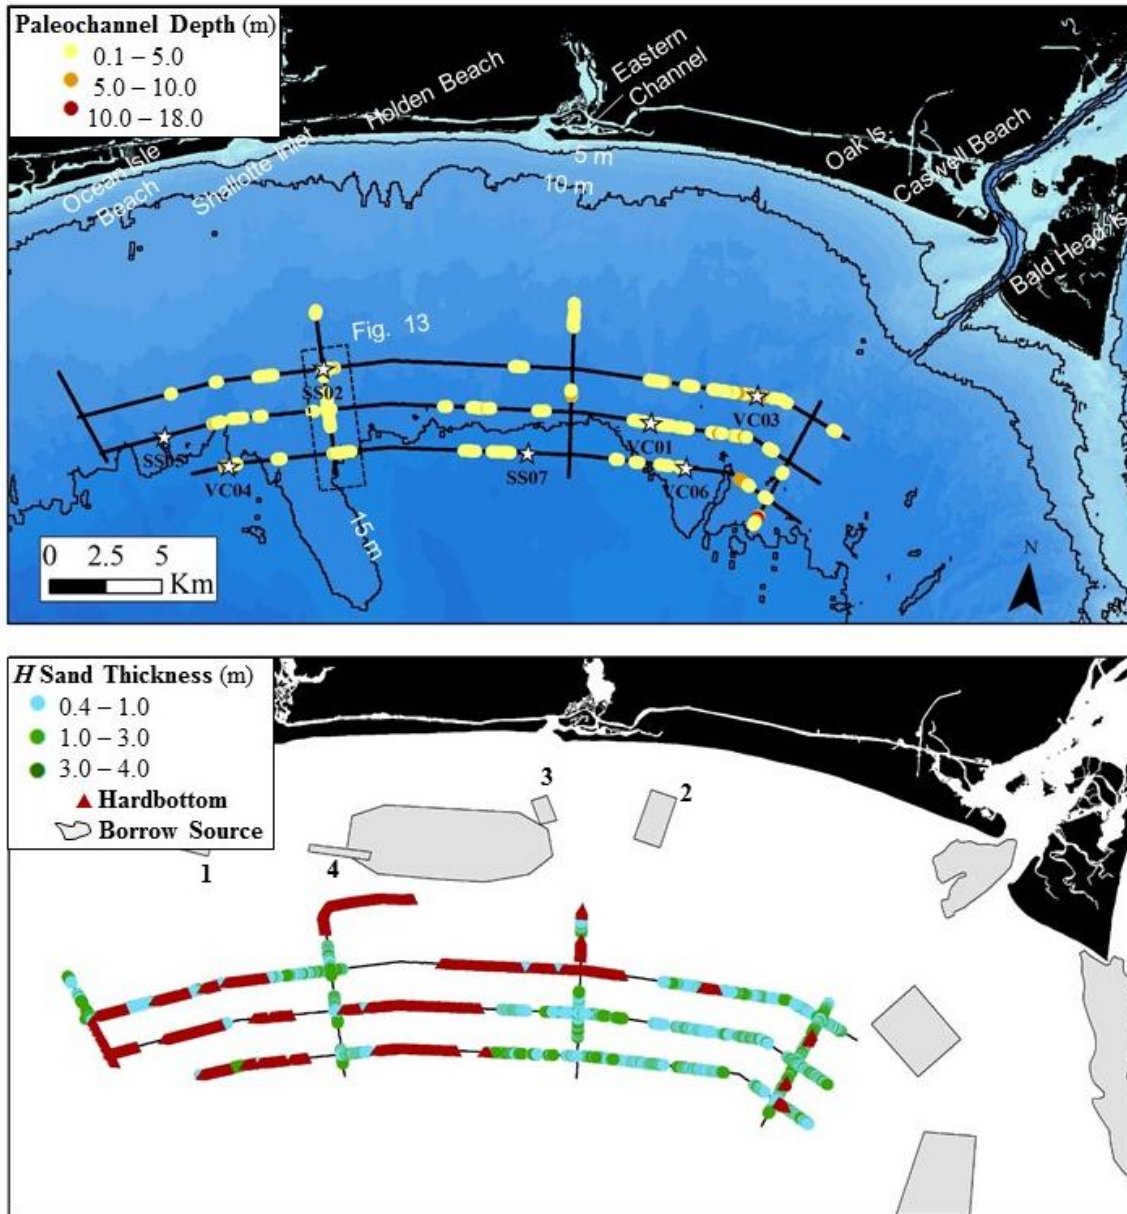 Paleochannel Depth (m)
0.1 – 5.0
5.0 – 10.0
10.0 – 18.0
Eastern
Channel
Holden Beach
Ocean Isle
Beach
Shallotte Inlet
5 m
10 m
Oak Is.
Caswell Beach
Bald Head Is.
Fig. 13
SS02
VC03
SS05
VC01
VC04
SS07
VC06
15 m
0 2.5 5
Km
N
H Sand Thickness (m)
0.4 – 1.0
1.0 – 3.0
3.0 – 4.0
Hardbottom
Borrow Source
3
2
1
4